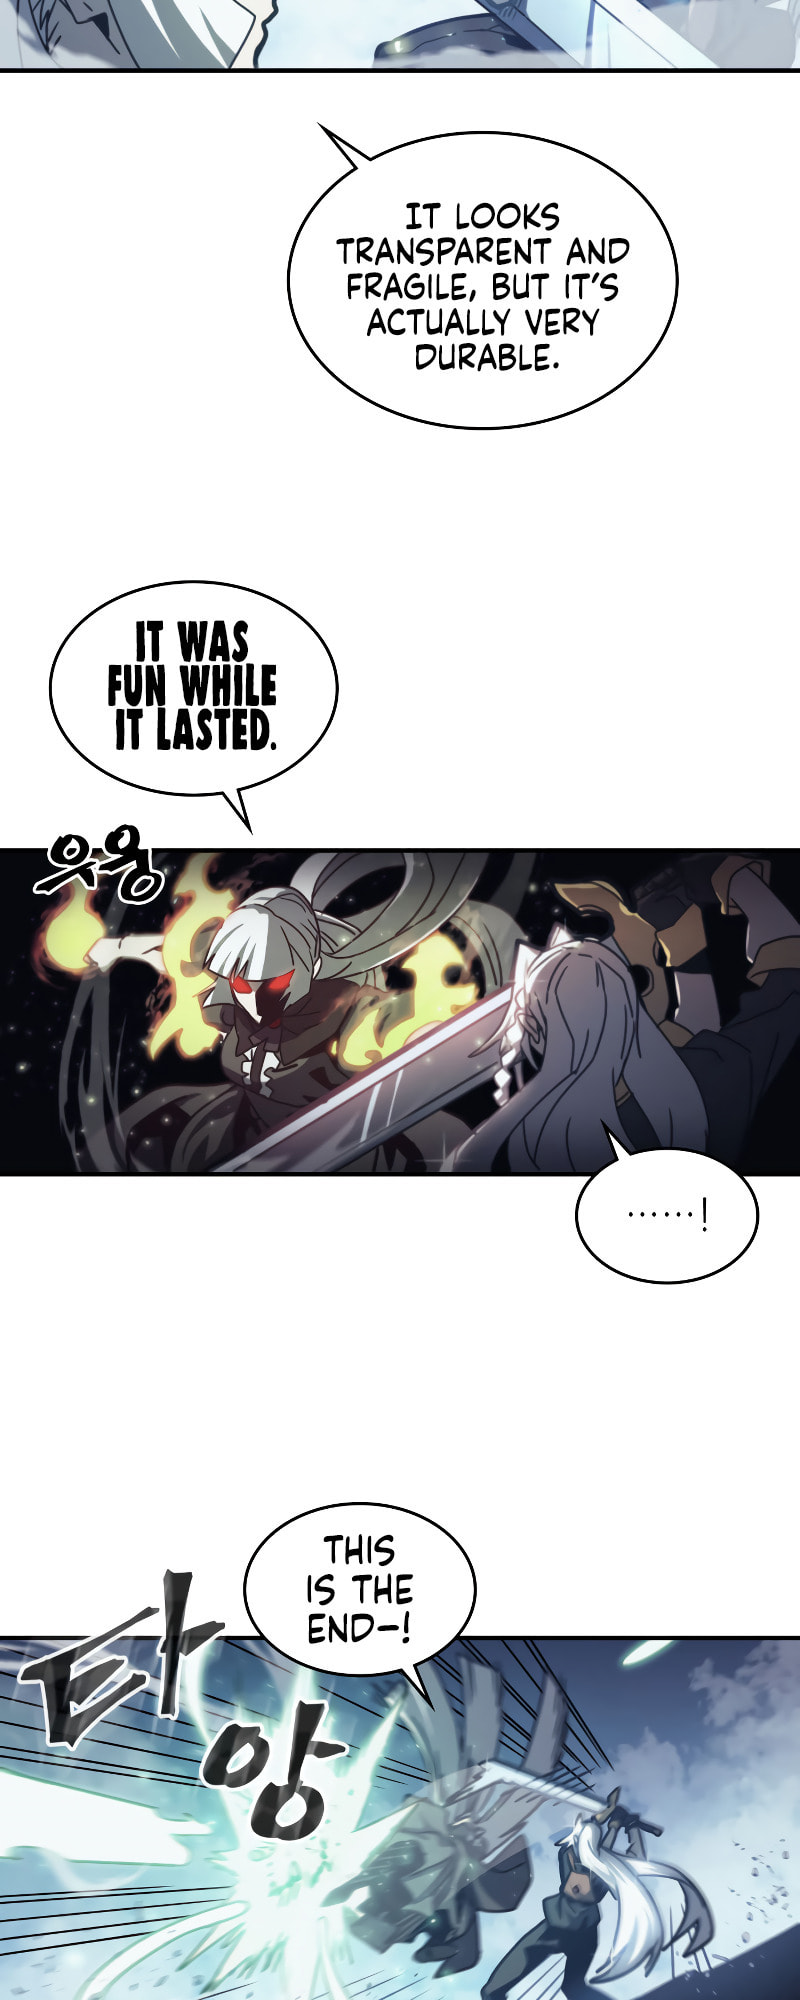 IT LOOKS
TRANSPARENT AND
FRAGILE, BUT IT'S
ACTUALLY VERY
DURABLE.
IT WAS
FUN WHILE
IT LASTED.
웃웅
……!
THIS
IS THE
END-!
타
앙